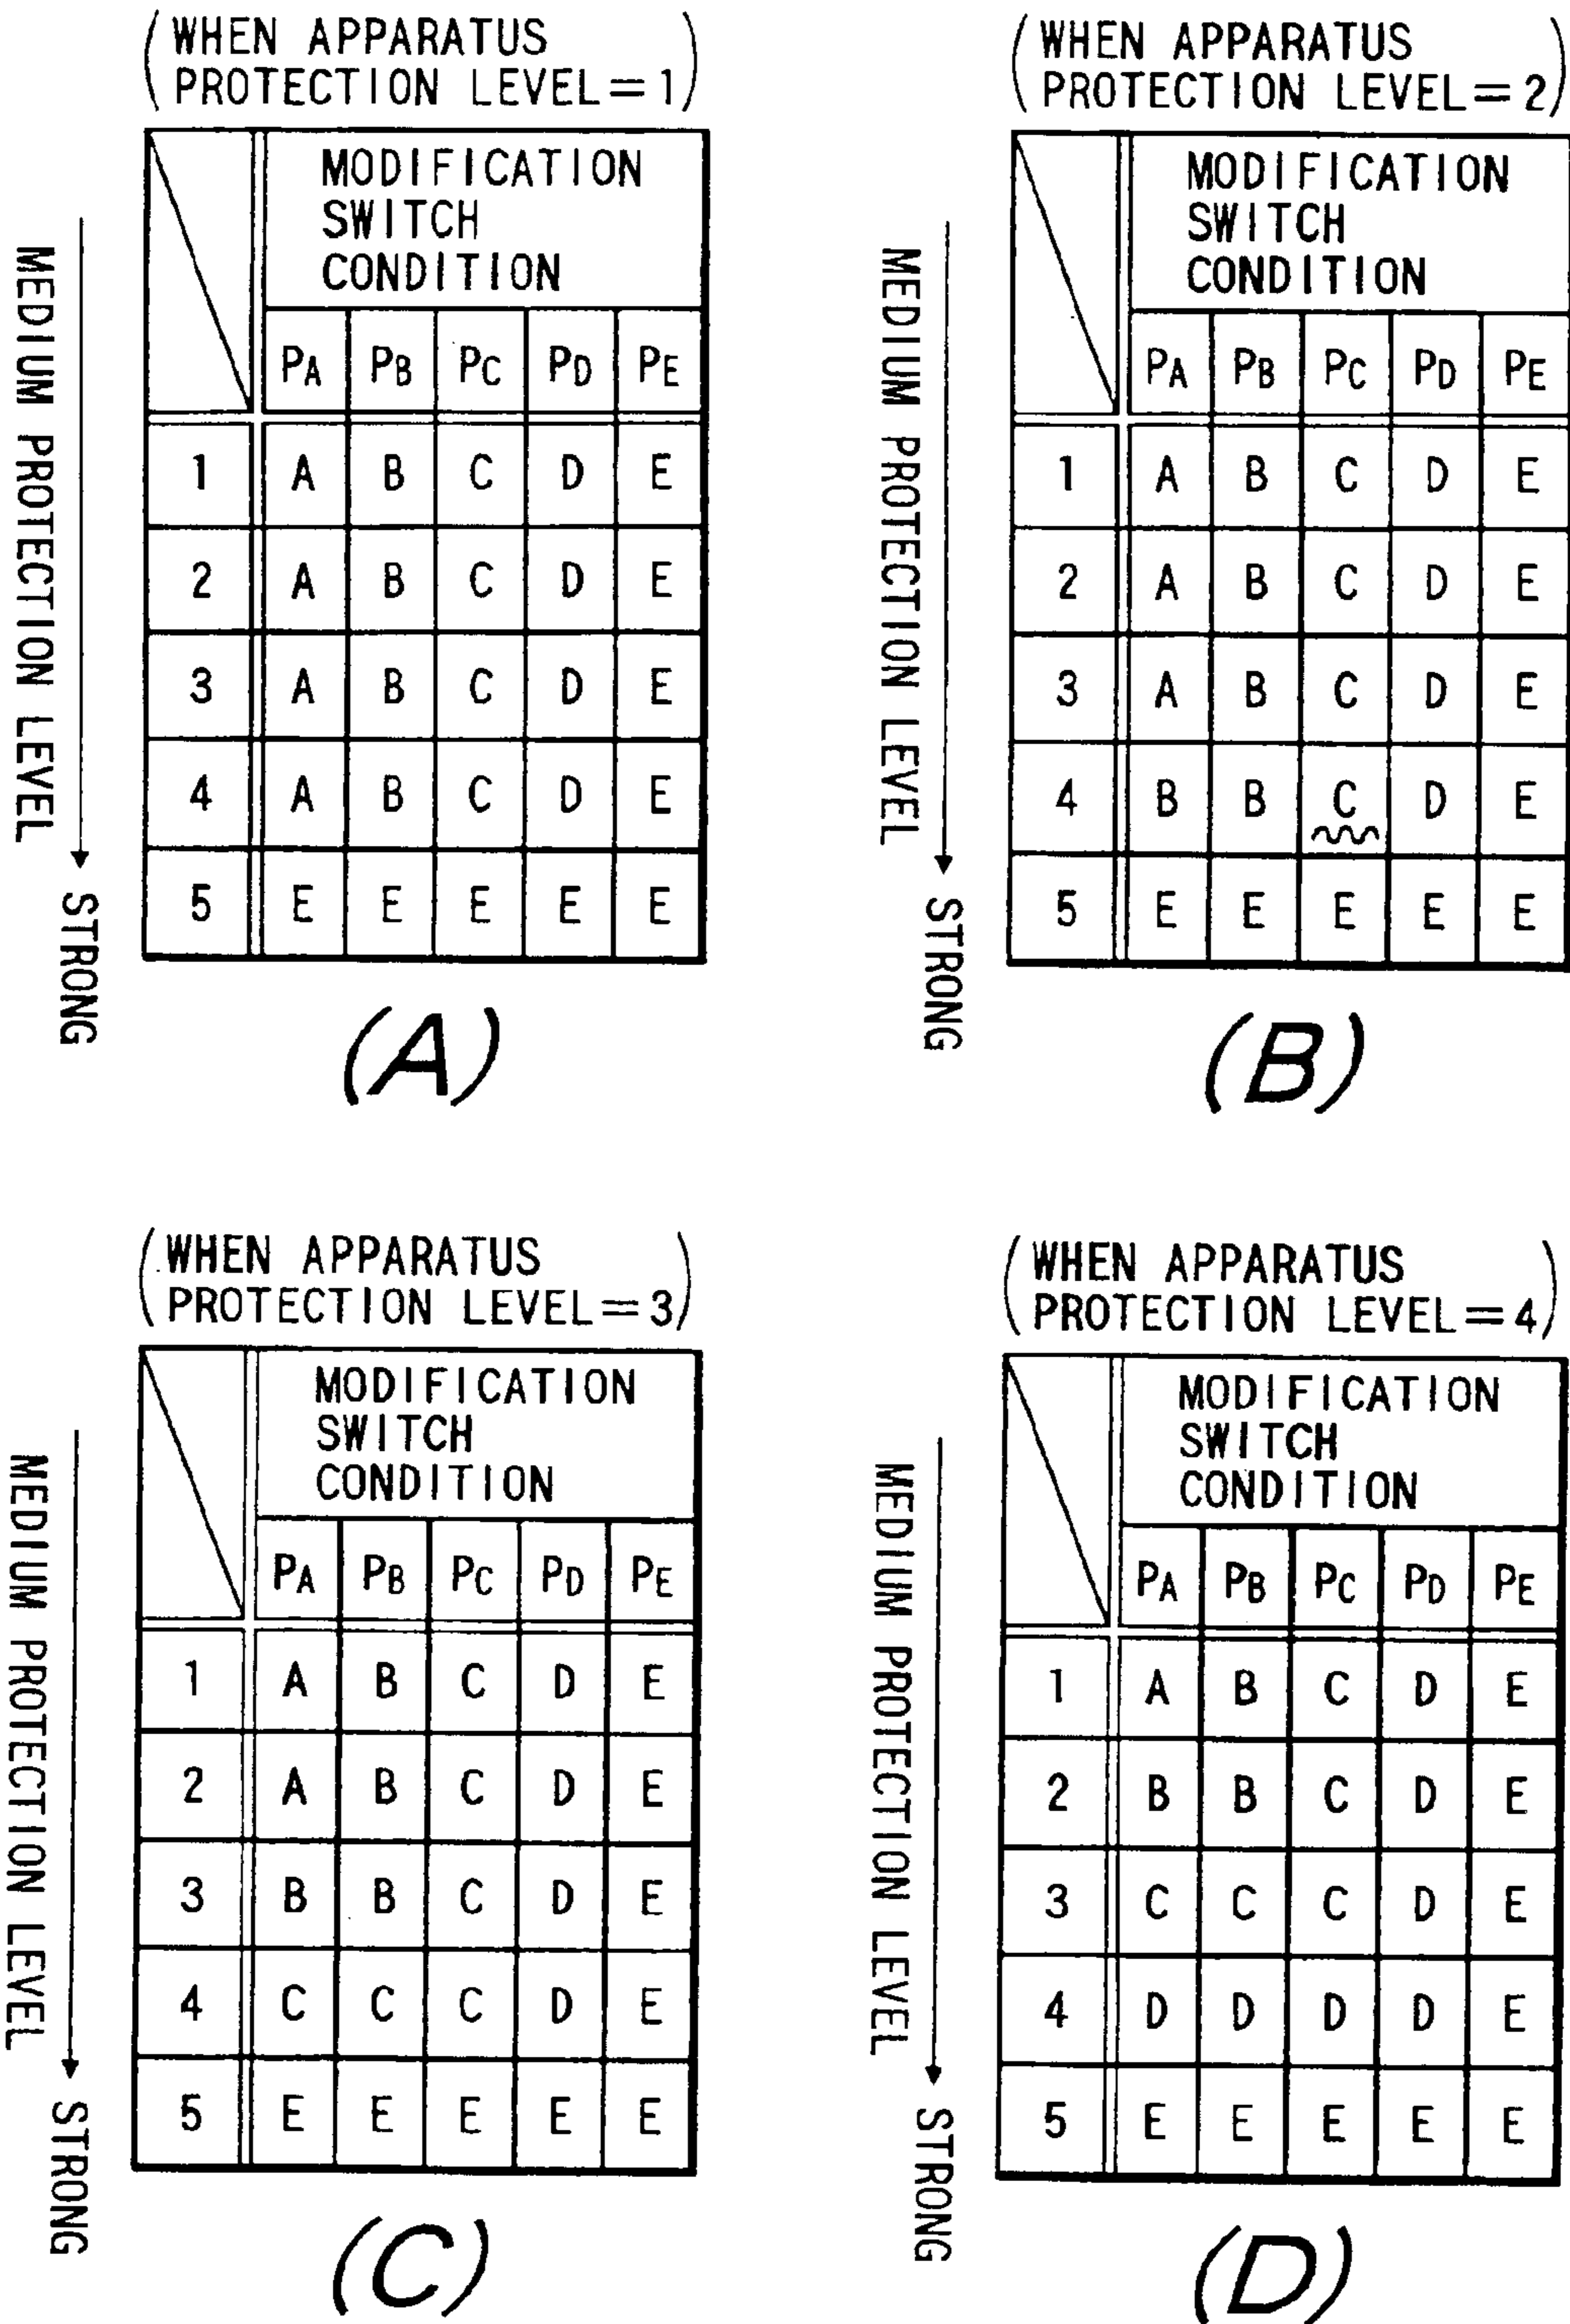 (WHEN APPARATUS
PROTECTION LEVEL=1)
MODIFICATION
SWITCH
CONDITION
PA PB PC PD PE
1 A B C D E
2 A B C D E
3 A B C D E
4 A B C D E
5 E E E E E
MEDIUM PROTECTION LEVEL
STRONG
(A)
(WHEN APPARATUS
PROTECTION LEVEL=2)
MODIFICATION
SWITCH
CONDITION
PA PB PC PD PE
1 A B C D E
2 A B C D E
3 A B C D E
4 B B C D E
5 E E E E E
MEDIUM PROTECTION LEVEL
STRONG
(B)
(WHEN APPARATUS
PROTECTION LEVEL=3)
MODIFICATION
SWITCH
CONDITION
PA PB PC PD PE
1 A B C D E
2 A B C D E
3 B B C D E
4 C C C D E
5 E E E E E
MEDIUM PROTECTION LEVEL
STRONG
(C)
(WHEN APPARATUS
PROTECTION LEVEL=4)
MODIFICATION
SWITCH
CONDITION
PA PB PC PD PE
1 A B C D E
2 B B C D E
3 C C C D E
4 D D D D E
5 E E E E E
MEDIUM PROTECTION LEVEL
STRONG
(D)